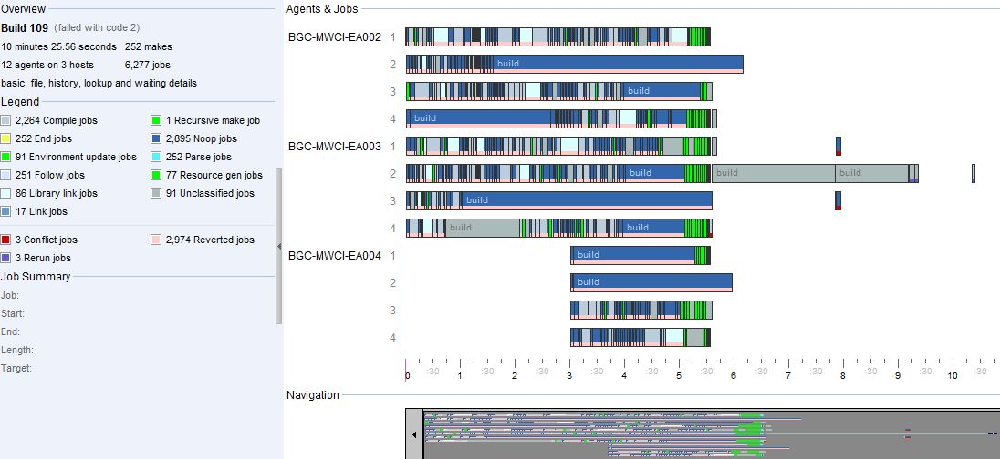 Overview
Build 109 (failed with code 2)
10 minutes 25.56 seconds 252 makes
12 agents on 3 hosts 6,277 jobs
basic, file, history, lookup and waiting details
Legend
2,264 Compile jobs 1 Recursive make job
252 End jobs 2,895 Noop jobs
91 Environment update jobs 252 Parse jobs
251 Follow jobs 77 Resource gen jobs
86 Library link jobs 91 Unclassified jobs
17 Link jobs
3 Conflict jobs 2,974 Reverted jobs
3 Rerun jobs
Job Summary
Job:
Start:
End:
Length:
Target:
Agents & Jobs
BGC-MWCI-EA002 1
2 build
3 build
4 build
BGC-MWCI-EA003 1
2 build build build
3 build
4 build build
BGC-MWCI-EA004 1 build
2 build
3
4
0 :30 1 :30 2 :30 3 :30 4 :30 5 :30 6 :30 7 :30 8 :30 9 :30 10 :30
Navigation